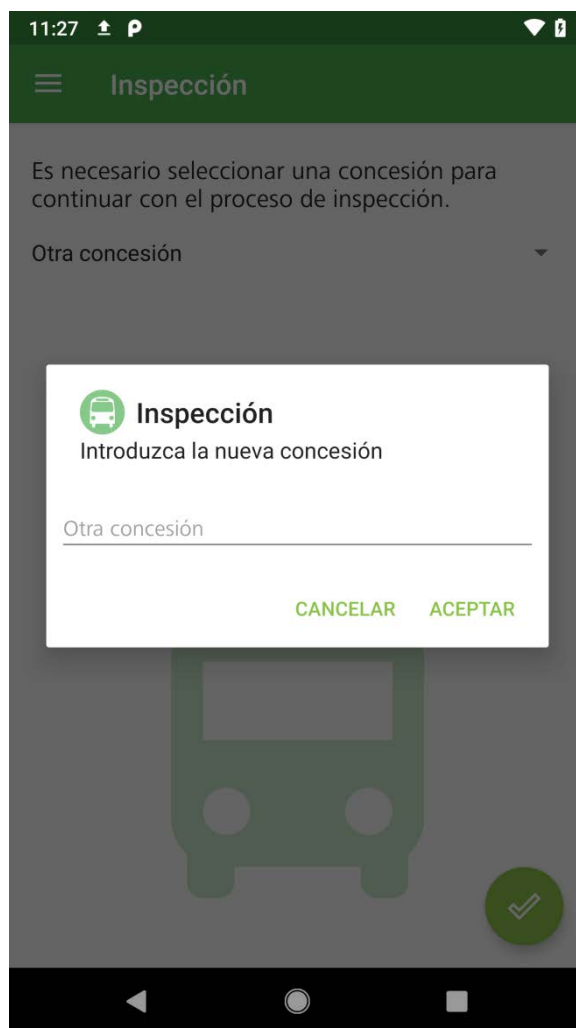 11:27
Inspección
Es necesario seleccionar una concesión para
continuar con el proceso de inspección.
Otra concesión
Inspección
Introduzca la nueva concesión
Otra concesión
CANCELAR ACEPTAR